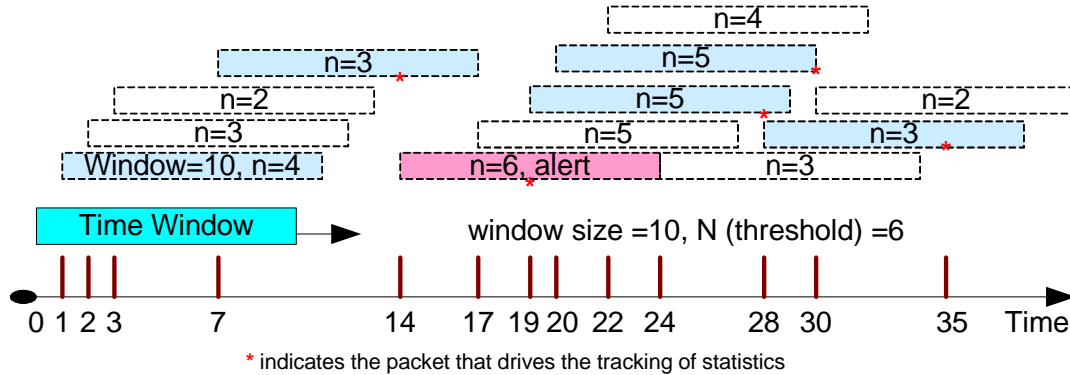 n=4
n=3
n=5
n=2
n=5
n=2
n=3
n=5
n=3
Window=10, n=4
n=6, alert
n=3
Time Window
window size =10, N (threshold) =6
0 1 2 3 7 14 17 19 20 22 24 28 30 35 Time
* indicates the packet that drives the tracking of statistics